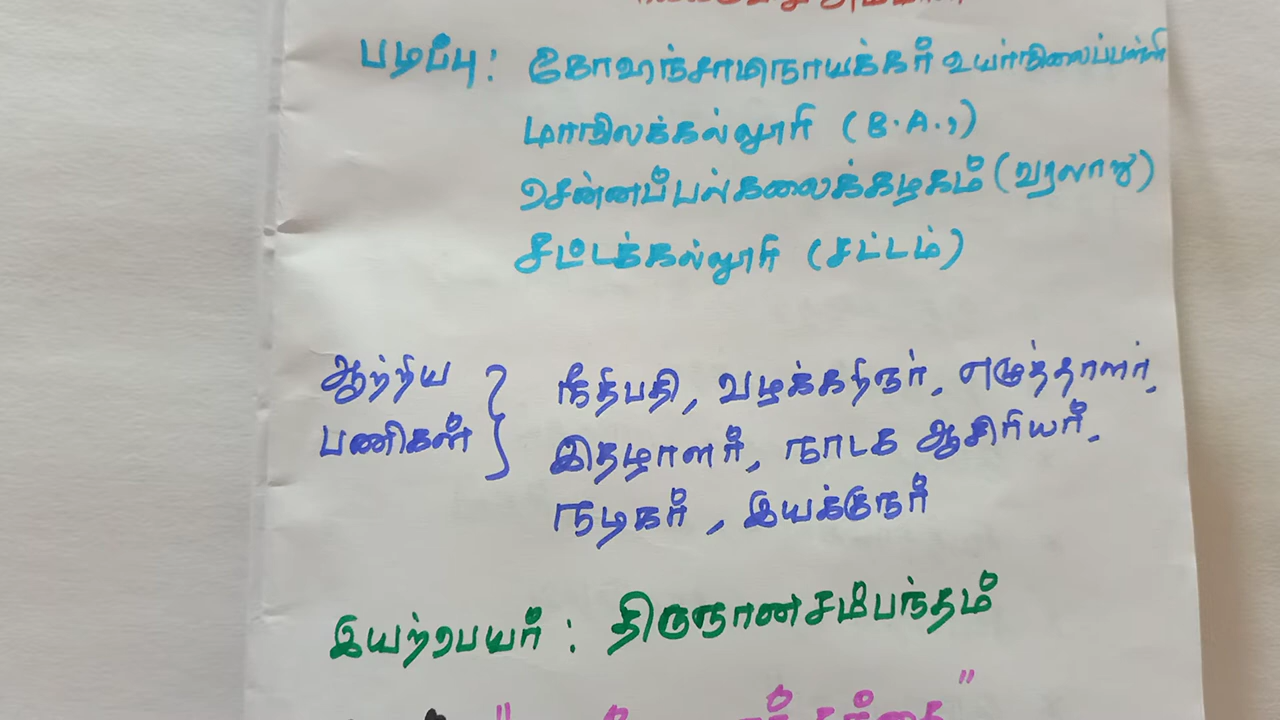 படிப்பு: கோவிந்சாமிநாயக்கர் உயர்நிலைப்பள்ளி
மாநிலக்கல்லூரி (B.A.,)
சென்னப்பல்கலைக்கழகம் (வரலாறு)
சட்டக்கல்லூரி (சட்டம்)
ஆற்றிய நீதிபதி, வழக்கறிஞர், எழுத்தாளர்,
பணிகள் } இதழாளர், நாடக ஆசிரியர்,
நடிகர், இயக்குநர்
இயற்பெயர் : திருஞானசம்பந்தம்